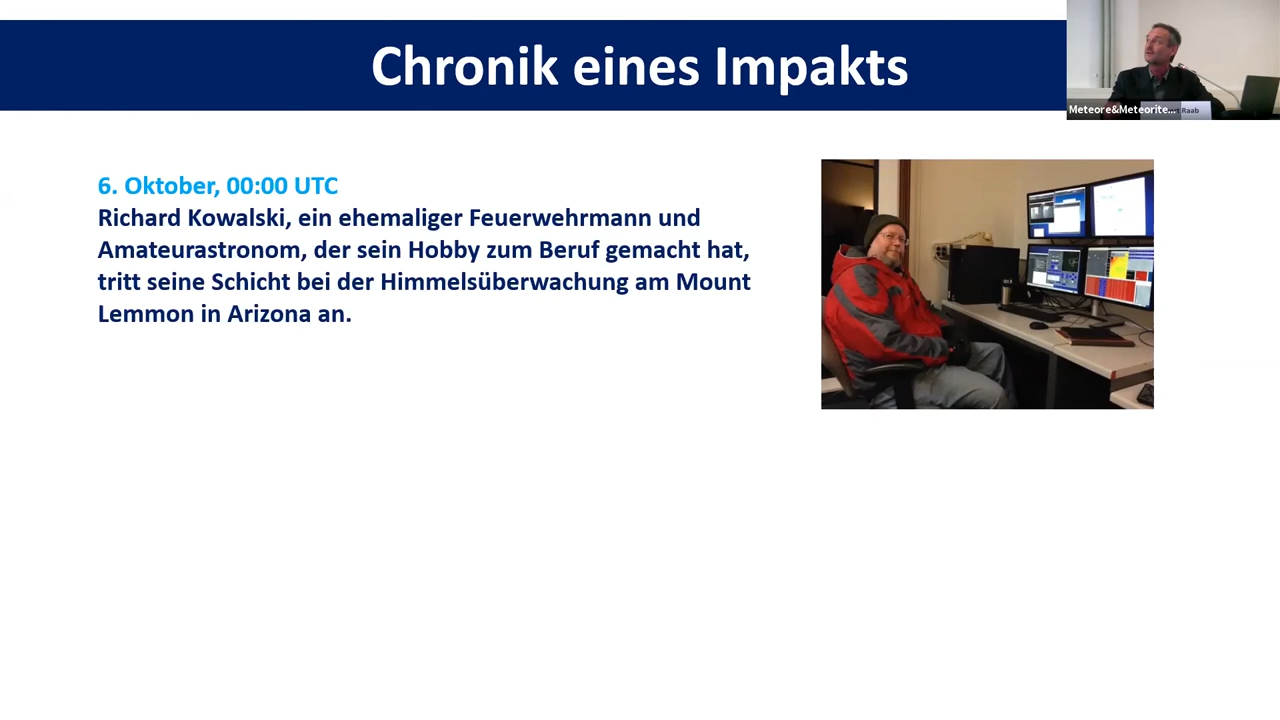 Chronik eines Impakts
Meteore&Meteorite...
Raab
6. Oktober, 00:00 UTC
Richard Kowalski, ein ehemaliger Feuerwehrmann und
Amateurastronom, der sein Hobby zum Beruf gemacht hat,
tritt seine Schicht bei der Himmelsüberwachung am Mount
Lemmon in Arizona an.